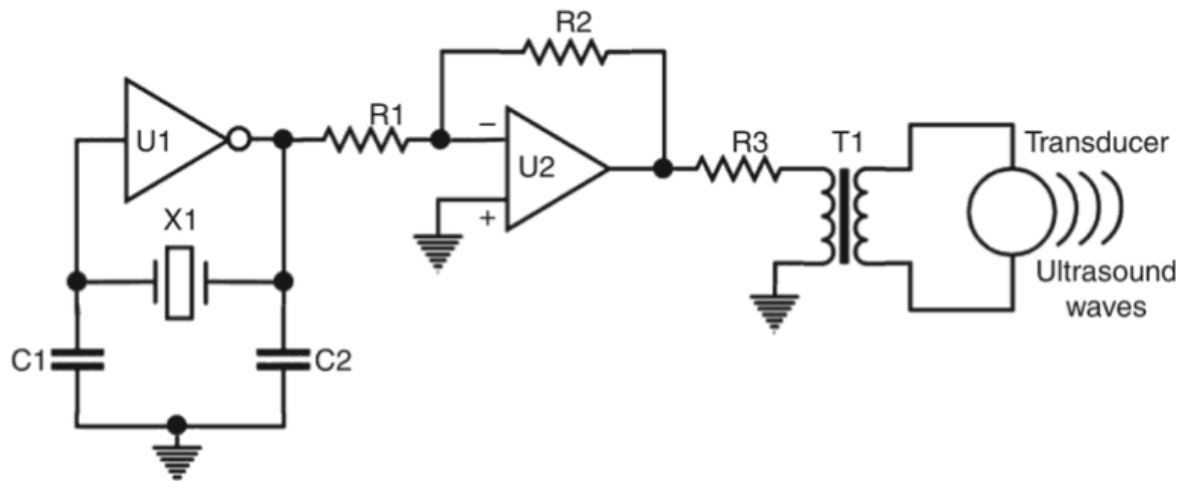 R2
R1
U1
−
U2
+
R3
T1
Transducer
X1
Ultrasound
waves
C1
C2